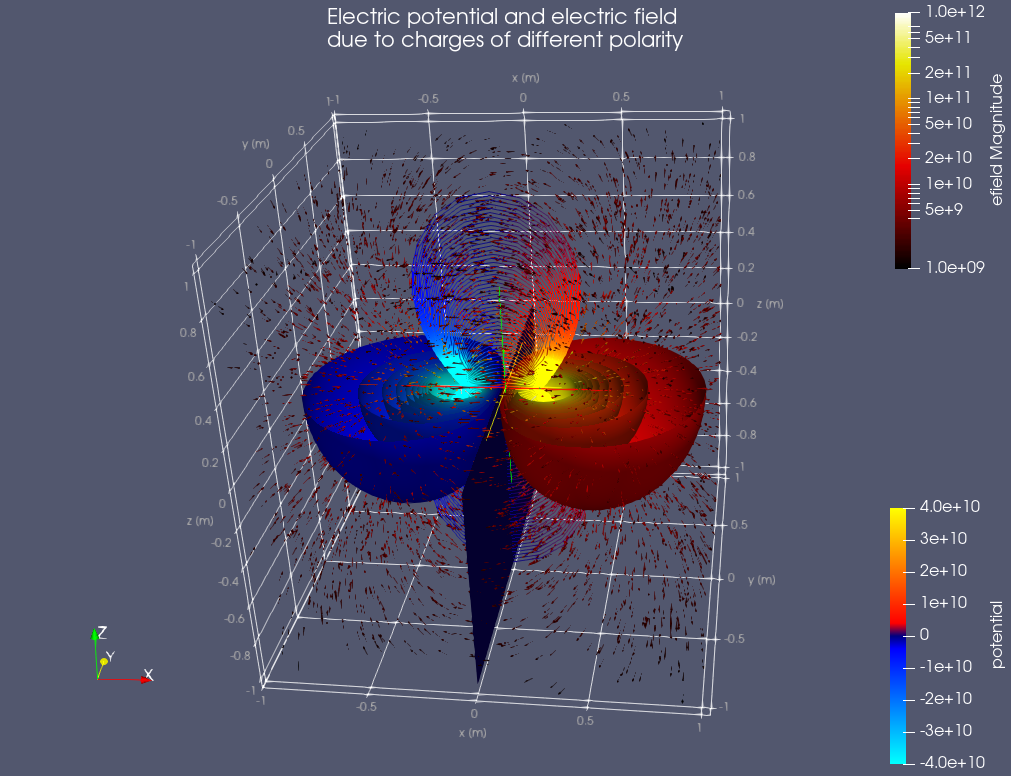 Electric potential and electric field
due to charges of different polarity
1.0e+12
5e+11
2e+11
1e+11
5e+10
2e+10
1e+10
5e+9
1.0e+09
efield Magnitude
x (m)
-1 -0.5 0 0.5 1
y (m)
1 0.5 0 -0.5 -1
1
0.8
0.6
0.4
0.2
0 z (m)
-0.2
-0.4
-0.6
-0.8
-1
1
0.8
0.6
0.4
0.2
0
z (m)
-0.2
-0.4
-0.6
-0.8
-1
1
0.5
0 y (m)
-0.5
-1
-1 -0.5 0 0.5 1
x (m)
4.0e+10
3e+10
2e+10
1e+10
0
-1e+10
-2e+10
-3e+10
-4.0e+10
potential
Z
Y
X